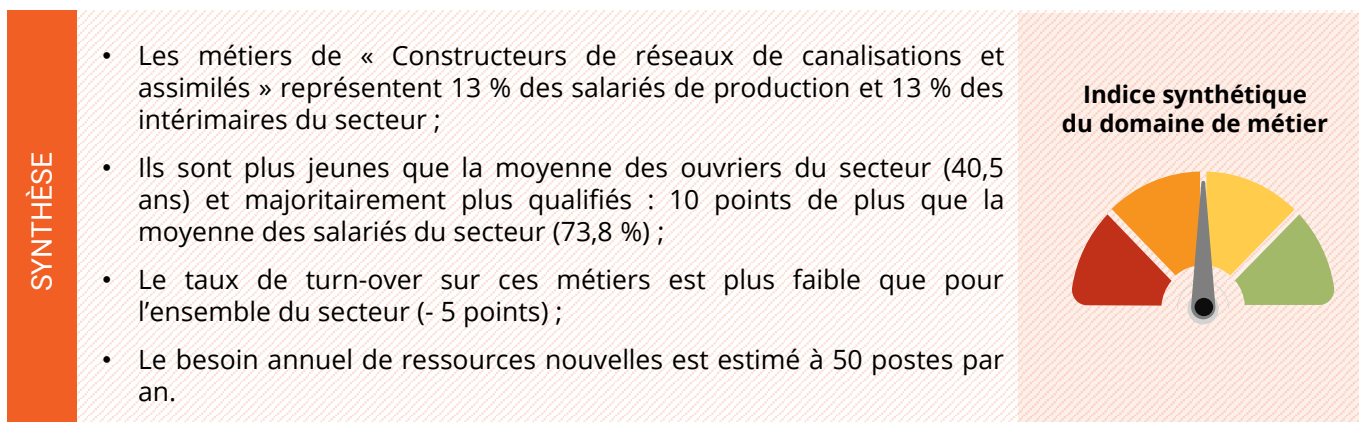 SYNTHÈSE
• Les métiers de « Constructeurs de réseaux de canalisations et
assimilés » représentent 13 % des salariés de production et 13 % des
intérimaires du secteur ;
• Ils sont plus jeunes que la moyenne des ouvriers du secteur (40,5
ans) et majoritairement plus qualifiés : 10 points de plus que la
moyenne des salariés du secteur (73,8 %) ;
• Le taux de turn-over sur ces métiers est plus faible que pour
l’ensemble du secteur (- 5 points) ;
• Le besoin annuel de ressources nouvelles est estimé à 50 postes par
an.
Indice synthétique
du domaine de métier